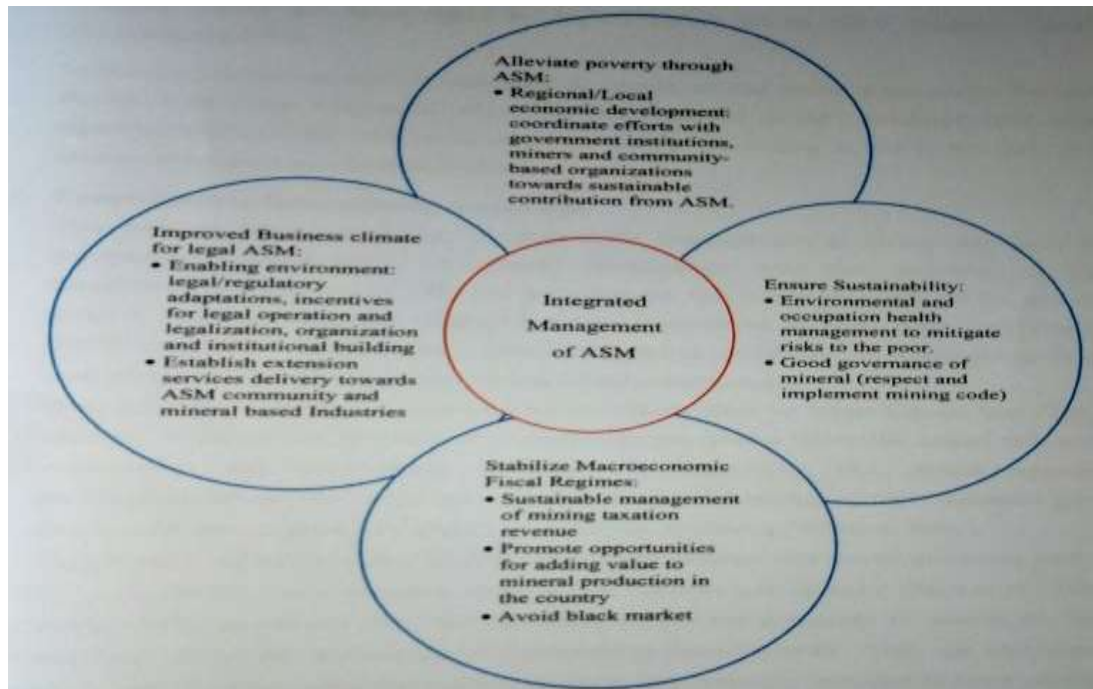 Alleviate poverty through
ASM:
• Regional/Local
economic development:
coordinate efforts with
government institutions,
miners and community-
based organizations
towards sustainable
contribution from ASM.
Improved Business climate
for legal ASM:
• Enabling environment:
legal/regulatory
adaptations, incentives
for legal operation and
legalization, organization
and institutional building
• Establish extension
services delivery towards
ASM community and
mineral based Industries
Integrated
Management
of ASM
Ensure Sustainability:
• Environmental and
occupation health
management to mitigate
risks to the poor.
• Good governance of
mineral (respect and
implement mining code)
Stabilize Macroeconomic
Fiscal Regimes:
• Sustainable management
of mining taxation
revenue
• Promote opportunities
for adding value to
mineral production in
the country
• Avoid black market